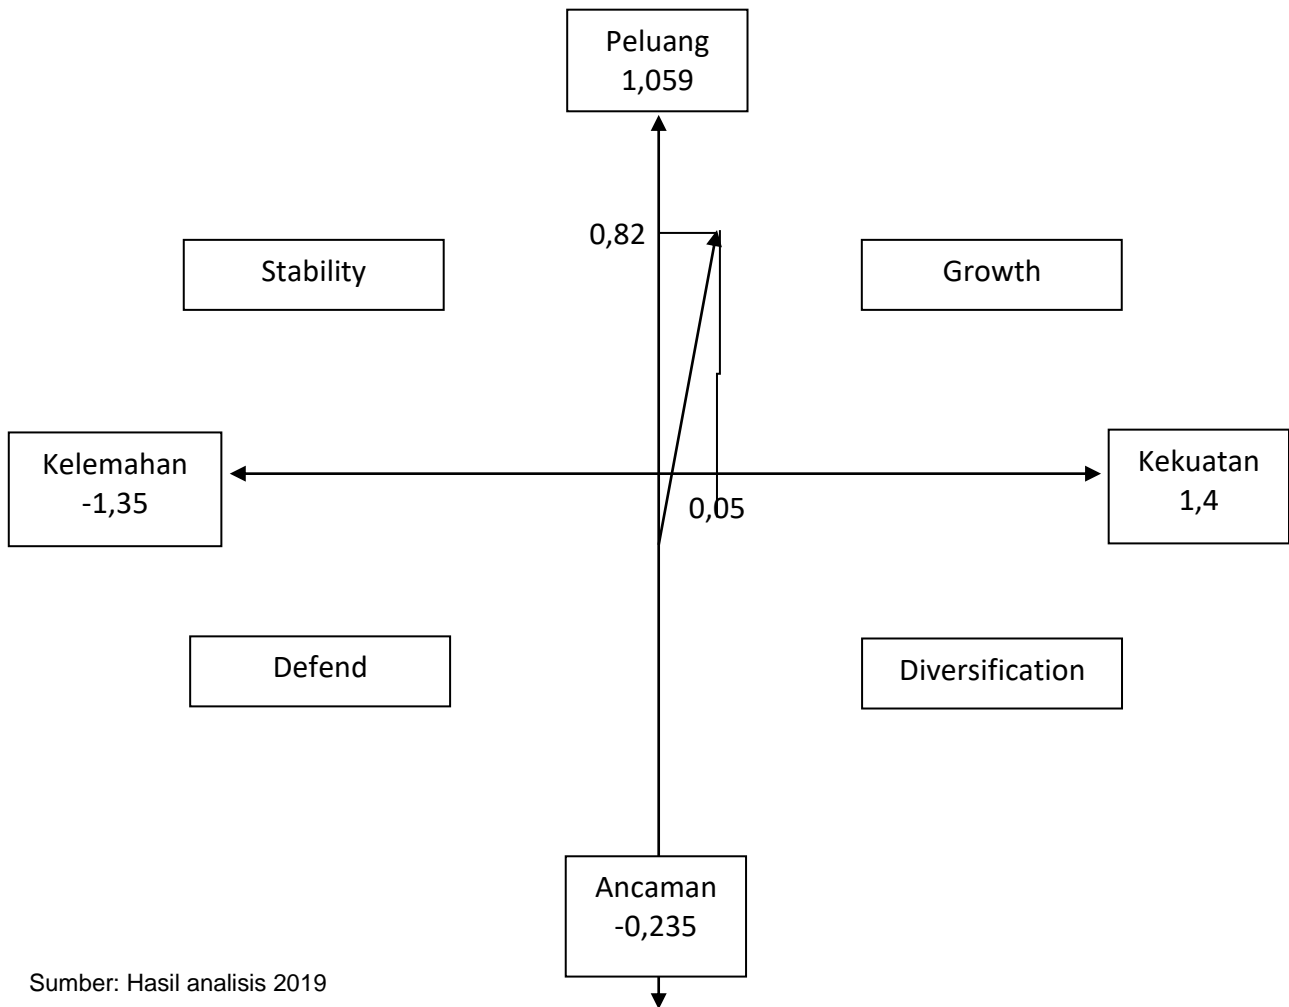 Peluang
1,059
0,82
Stability
Growth
Kelemahan
-1,35
Kekuatan
1,4
0,05
Defend
Diversification
Ancaman
-0,235
Sumber: Hasil analisis 2019